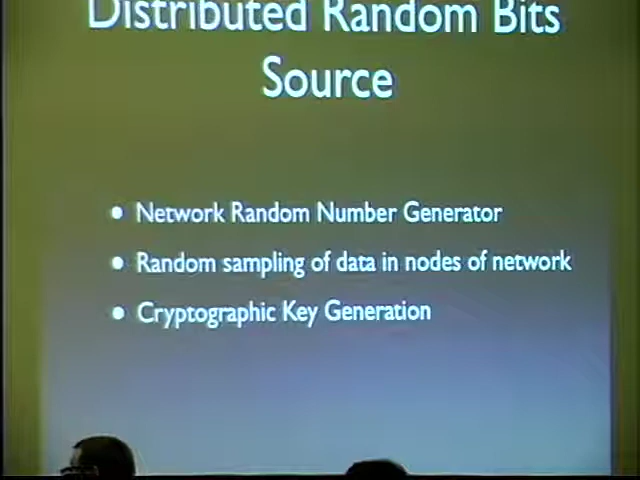 Distributed Random Bits
Source
• Network Random Number Generator
• Random sampling of data in nodes of network
• Cryptographic Key Generation